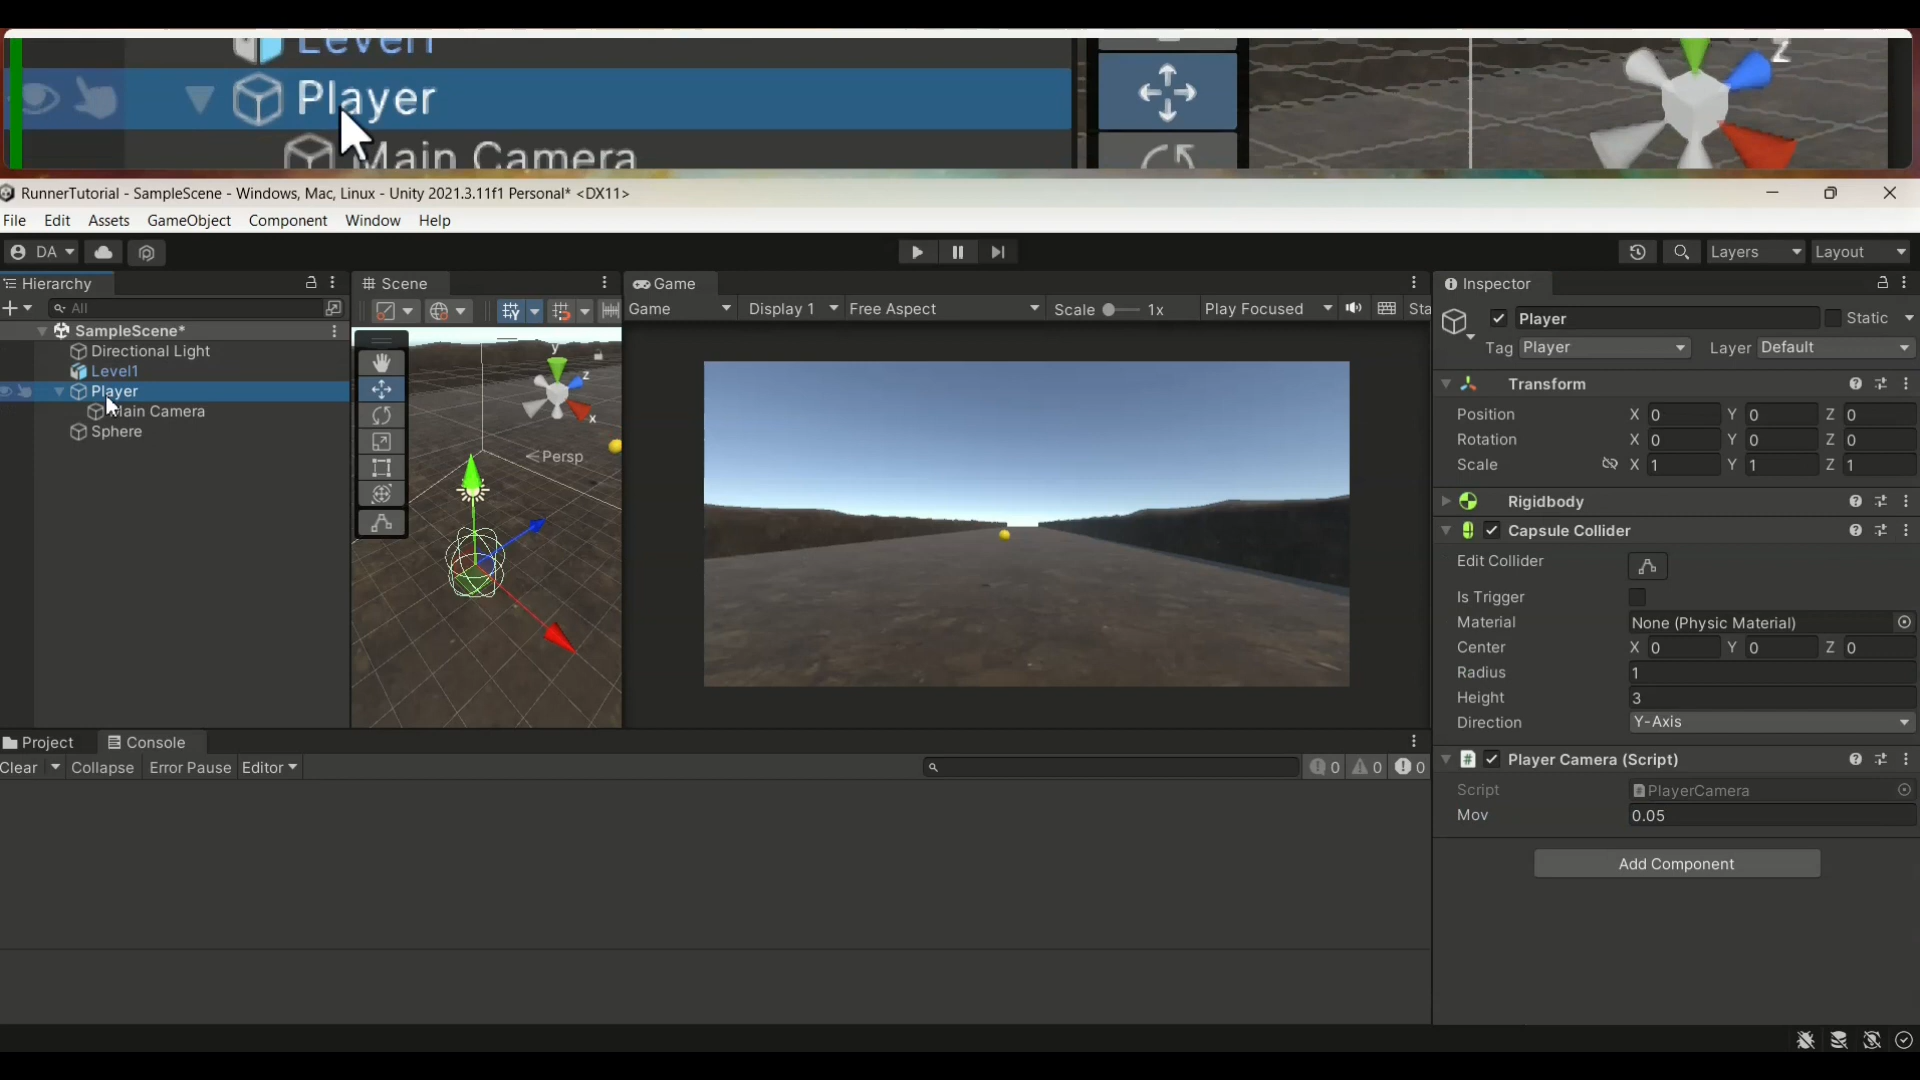 Level1
Player
Main Camera
Z
RunnerTutorial - SampleScene - Windows, Mac, Linux - Unity 2021.3.11f1 Personal* <DX11>
File Edit Assets GameObject Component Window Help
DA
Layers Layout
Hierarchy
All
SampleScene*
Directional Light
Level1
Player
Main Camera
Sphere
Scene
y
z
x
Persp
Game
Game Display 1 Free Aspect Scale 1x Play Focused Sta
Inspector
Player Static
Tag Player Layer Default
Transform
Position X 0 Y 0 Z 0
Rotation X 0 Y 0 Z 0
Scale X 1 Y 1 Z 1
Rigidbody
Capsule Collider
Edit Collider
Is Trigger
Material None (Physic Material)
Center X 0 Y 0 Z 0
Radius 1
Height 3
Direction Y-Axis
Player Camera (Script)
Script PlayerCamera
Mov 0.05
Add Component
Project Console
Clear Collapse Error Pause Editor 0 0 0